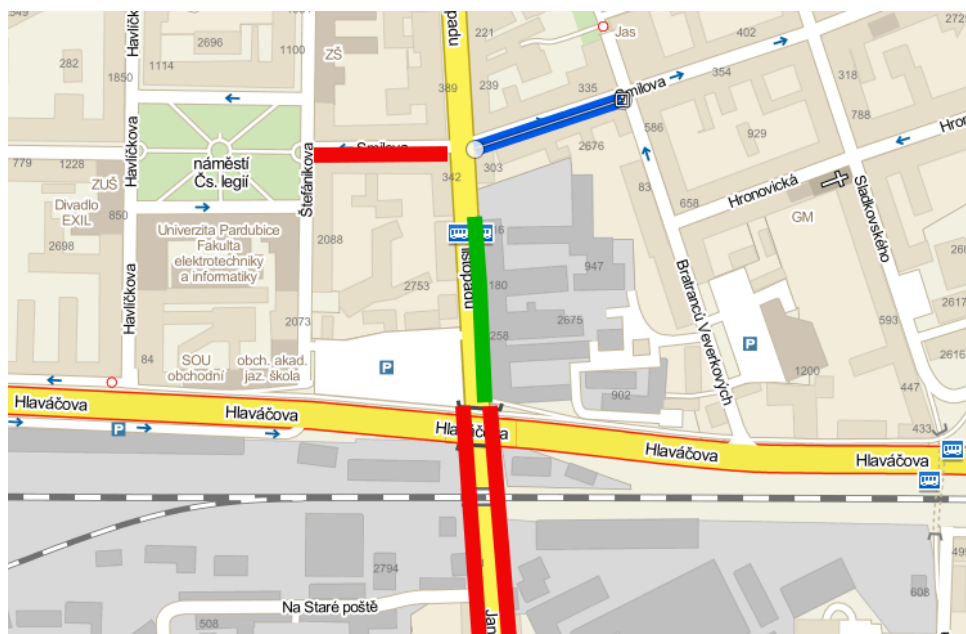 Havlíčkova
282
2696
1850
1114
1100
ZŠ
389
221
239
Jas
402
354
335
Smilova
318
788
586
929
2676
Hronovická
83
658
GM
Sladkovského
593
2616
447
433
779
1228
ZUŠ
Divadlo
EXIL
2698
850
Havlíčkova
náměstí
Čs. legií
Štefánikova
Univerzita Pardubice
Fakulta
elektrotechniky
a informatiky
Smilova
342
303
2088
2753
2073
listopadu
180
258
947
2675
902
Bratranců Veverkových
P
1200
Havlíčkova
84
SOU
obchodní
obch. akad.
jaz. škola
P
Hlaváčova
Hlaváčova
Hlaváčova
Hlaváčova
Hlaváčova
P
2794
Na Staré poště
508
Jan
608